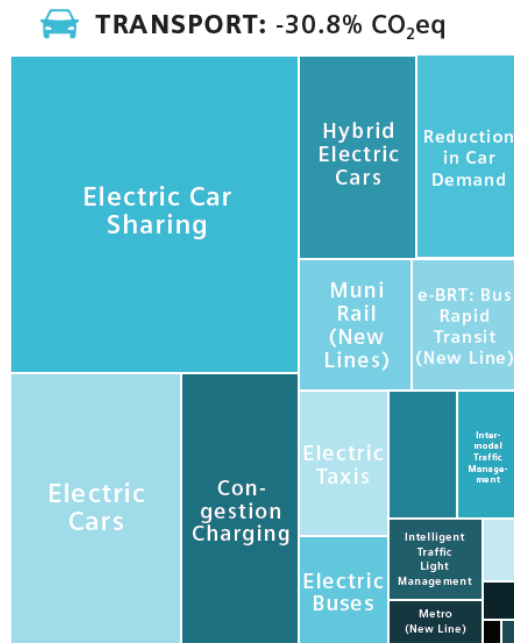 TRANSPORT: -30.8% CO₂eq
Electric Car
Sharing
Hybrid
Electric
Cars
Reduction
in Car
Demand
Muni
Rail
(New
Lines)
e-BRT: Bus
Rapid
Transit
(New Line)
Electric
Cars
Con-
gestion
Charging
Electric
Taxis
Inter-
modal
Traffic
Manage-
ment
Electric
Buses
Intelligent
Traffic
Light
Management
Metro
(New Line)